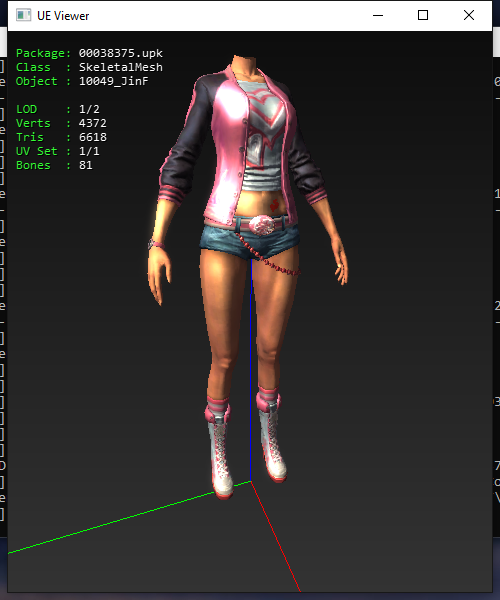 UE Viewer
Package: 00038375.upk
Class  : SkeletalMesh
Object : 10049_JinF
LOD    : 1/2
Verts  : 4372
Tris   : 6618
UV Set : 1/1
Bones  : 81